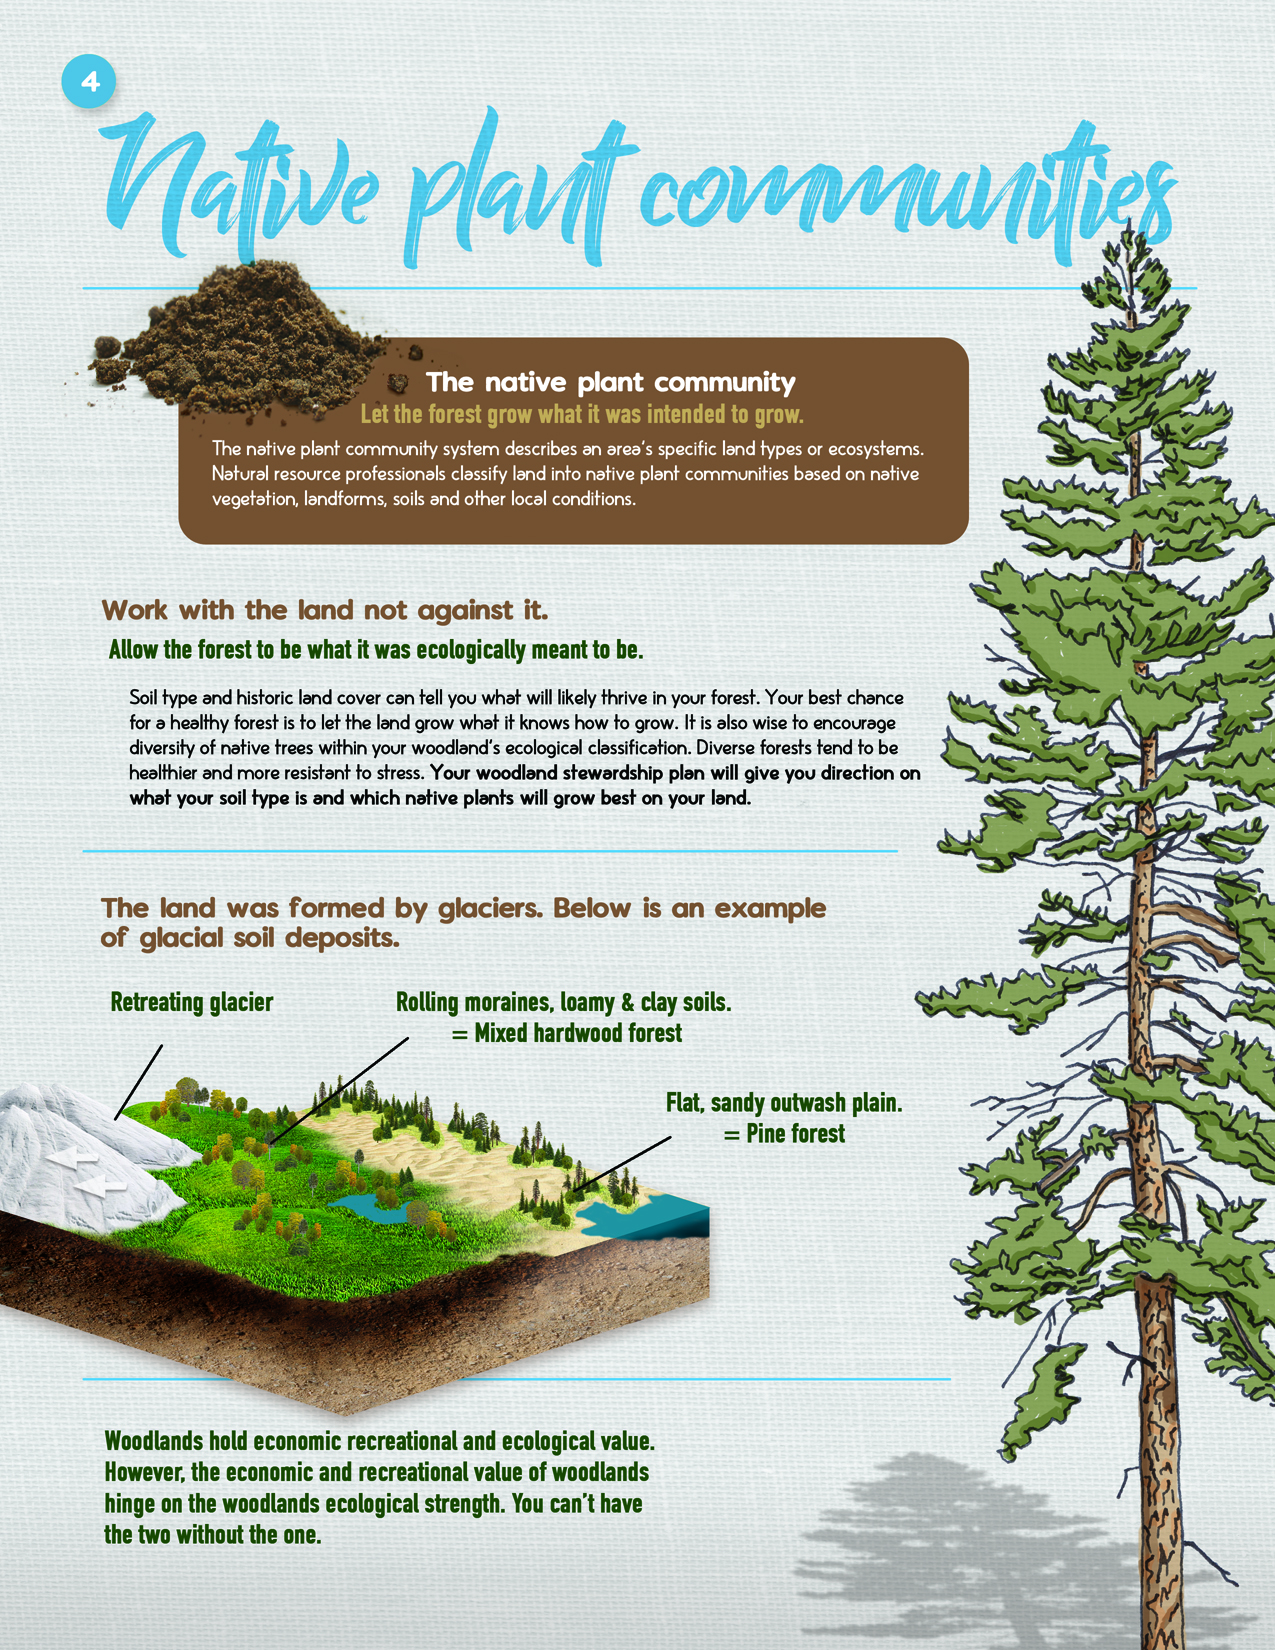 4
Native plant communities
The native plant community
Let the forest grow what it was intended to grow.
The native plant community system describes an area's specific land types or ecosystems.
Natural resource professionals classify land into native plant communities based on native
vegetation, landforms, soils and other local conditions.
Work with the land not against it.
Allow the forest to be what it was ecologically meant to be.
Soil type and historic land cover can tell you what will likely thrive in your forest. Your best chance
for a healthy forest is to let the land grow what it knows how to grow. It is also wise to encourage
diversity of native trees within your woodland's ecological classification. Diverse forests tend to be
healthier and more resistant to stress. Your woodland stewardship plan will give you direction on
what your soil type is and which native plants will grow best on your land.
The land was formed by glaciers. Below is an example
of glacial soil deposits.
Retreating glacier
Rolling moraines, loamy & clay soils.
= Mixed hardwood forest
Flat, sandy outwash plain.
= Pine forest
Woodlands hold economic recreational and ecological value.
However, the economic and recreational value of woodlands
hinge on the woodlands ecological strength. You can't have
the two without the one.